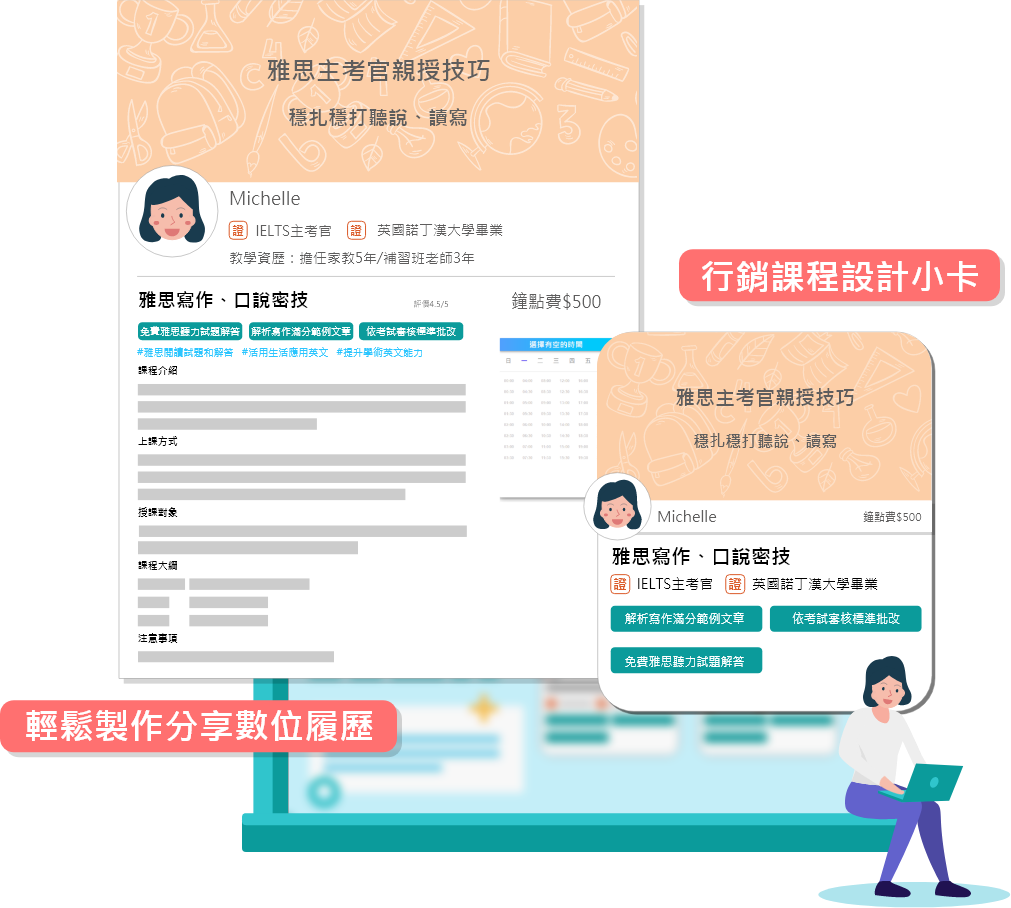 雅思主考官親授技巧
穩扎穩打聽說、讀寫
Michelle
證 IELTS主考官 證 英國諾丁漢大學畢業
教學資歷：擔任家教5年/補習班老師3年
雅思寫作、口說密技 評價4.5/5 鐘點費$500
免費雅思聽力試題解答 解析寫作滿分範例文章 依考試審核標準批改
#雅思閱讀試題和解答 #活用生活應用英文 #提升學術英文能力
選擇有空的時間
日 一 二 三 四 五
課程介紹
上課方式
授課對象
課程大綱
注意事項
行銷課程設計小卡
雅思主考官親授技巧
穩扎穩打聽說、讀寫
Michelle 鐘點費$500
雅思寫作、口說密技
證 IELTS主考官 證 英國諾丁漢大學畢業
解析寫作滿分範例文章 依考試審核標準批改
免費雅思聽力試題解答
輕鬆製作分享數位履歷